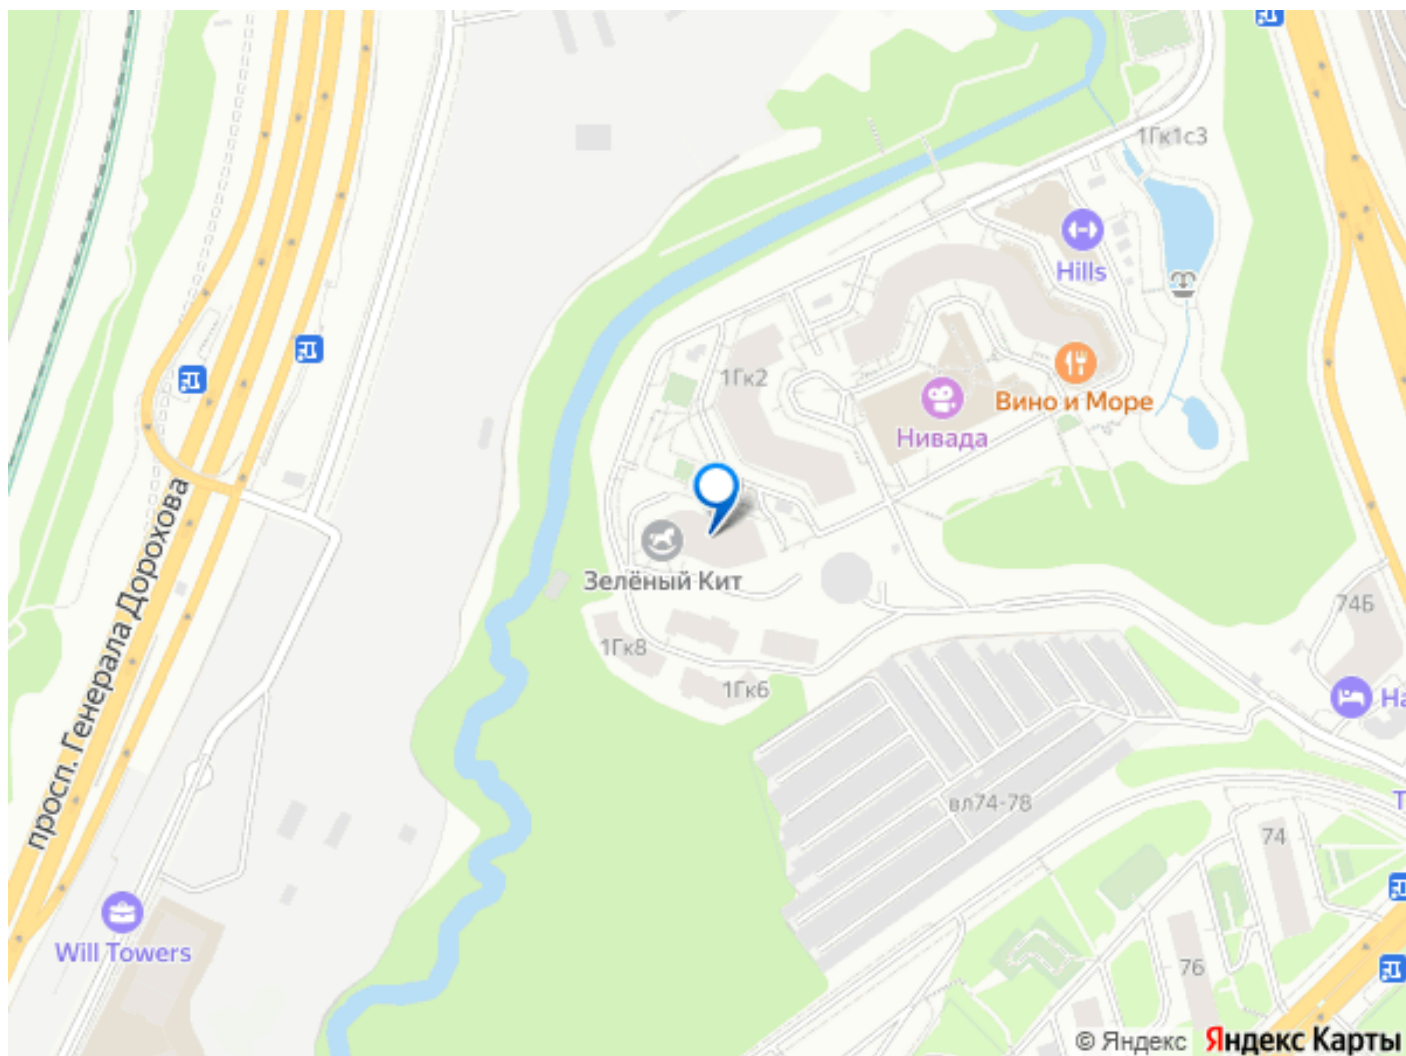 1Гк1с3
Hills
1Гк2
Вино и Море
Нивада
просп. Генерала Дорохова
Зелёный Кит
74Б
1Гк8
1Гк6
На
вл74-78
Т
74
Will Towers
76
© Яндекс Яндекс Карты